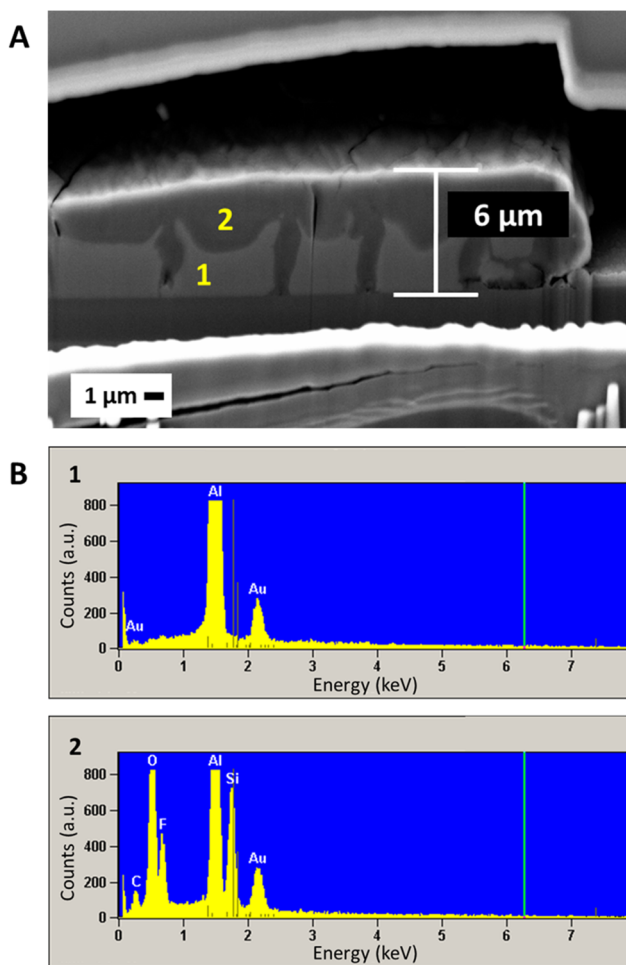 A
2
6 µm
1
1 µm
B
1
Al
800
600
400
Au
200
Au
0
0 1 2 3 4 5 6 7
Counts (a.u.)
Energy (keV)
2
O
Al
800
Si
600
F
400
Au
C
200
0
0 1 2 3 4 5 6 7
Counts (a.u.)
Energy (keV)